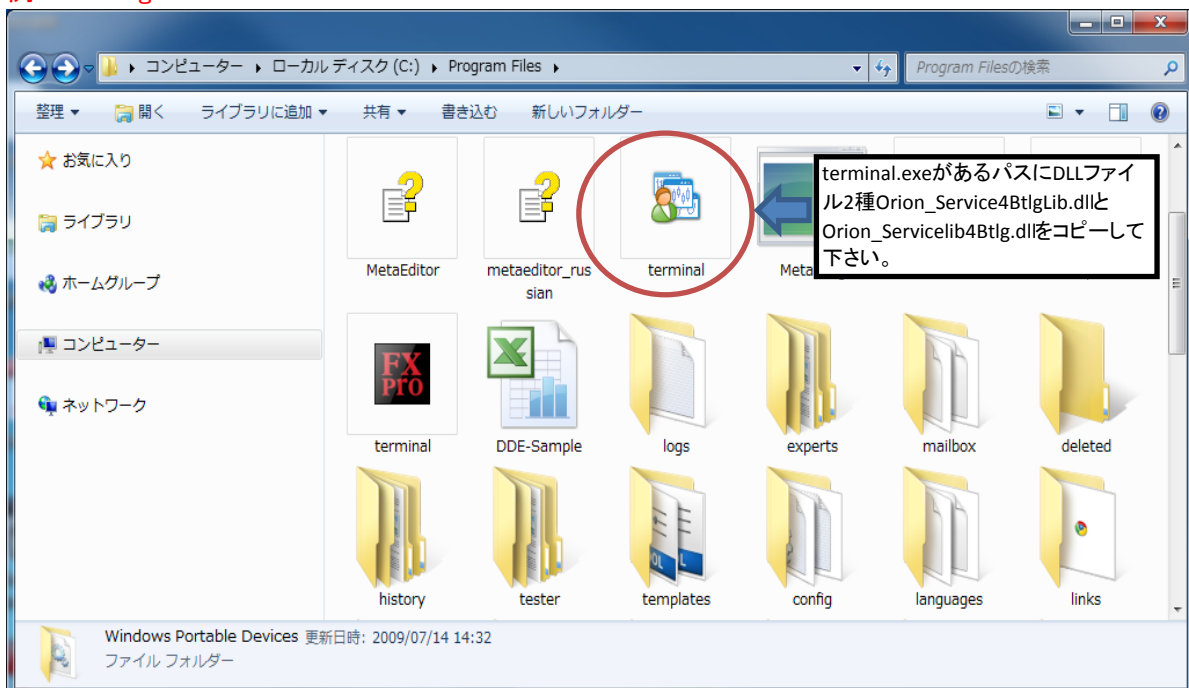 コンピューター ▸ ローカル ディスク (C:) ▸ Program Files ▸
Program Filesの検索
整理 ▼ 開く ライブラリに追加 ▼ 共有 ▼ 書き込む 新しいフォルダー
お気に入り
ライブラリ
ホームグループ
コンピューター
ネットワーク
terminal.exeがあるパスにDLLファイ
ル2種Orion_Service4BtlgLib.dllと
Orion_Servicelib4Btlg.dllをコピーして
下さい。
MetaEditor
metaeditor_rus
sian
terminal
FX
Pro
terminal
DDE-Sample
logs
experts
mailbox
deleted
history
tester
templates
config
languages
links
Windows Portable Devices 更新日時: 2009/07/14 14:32
ファイル フォルダー